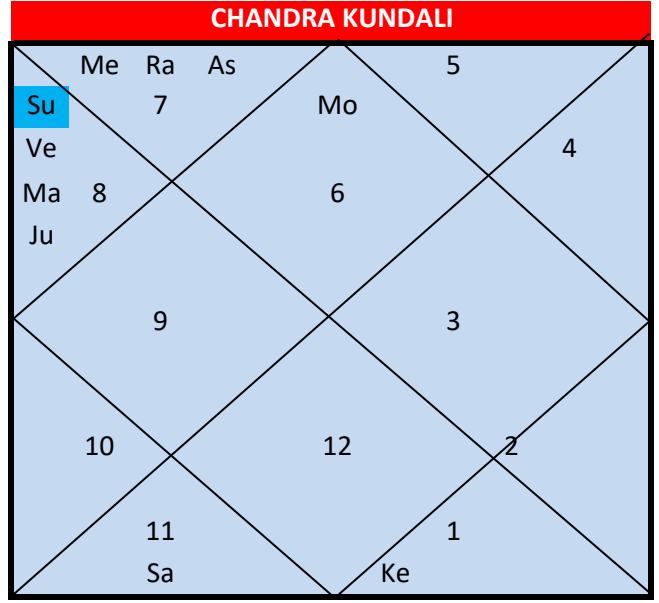 CHANDRA KUNDALI
Me Ra As 5
Su 7 Mo
Ve 4
Ma 8 6
Ju
9 3
10 12 2
11 1
Sa Ke